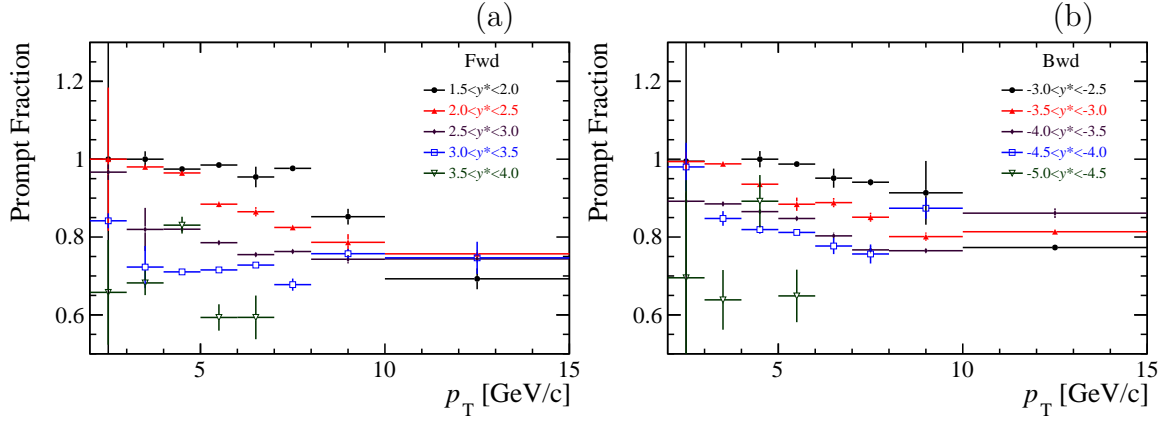 (a)
Prompt Fraction
1.2
1
0.8
0.6
Fwd
1.5<y*<2.0
2.0<y*<2.5
2.5<y*<3.0
3.0<y*<3.5
3.5<y*<4.0
5
10
15
p_T [GeV/c]
(b)
Prompt Fraction
1.2
1
0.8
0.6
Bwd
-3.0<y*<-2.5
-3.5<y*<-3.0
-4.0<y*<-3.5
-4.5<y*<-4.0
-5.0<y*<-4.5
5
10
15
p_T [GeV/c]